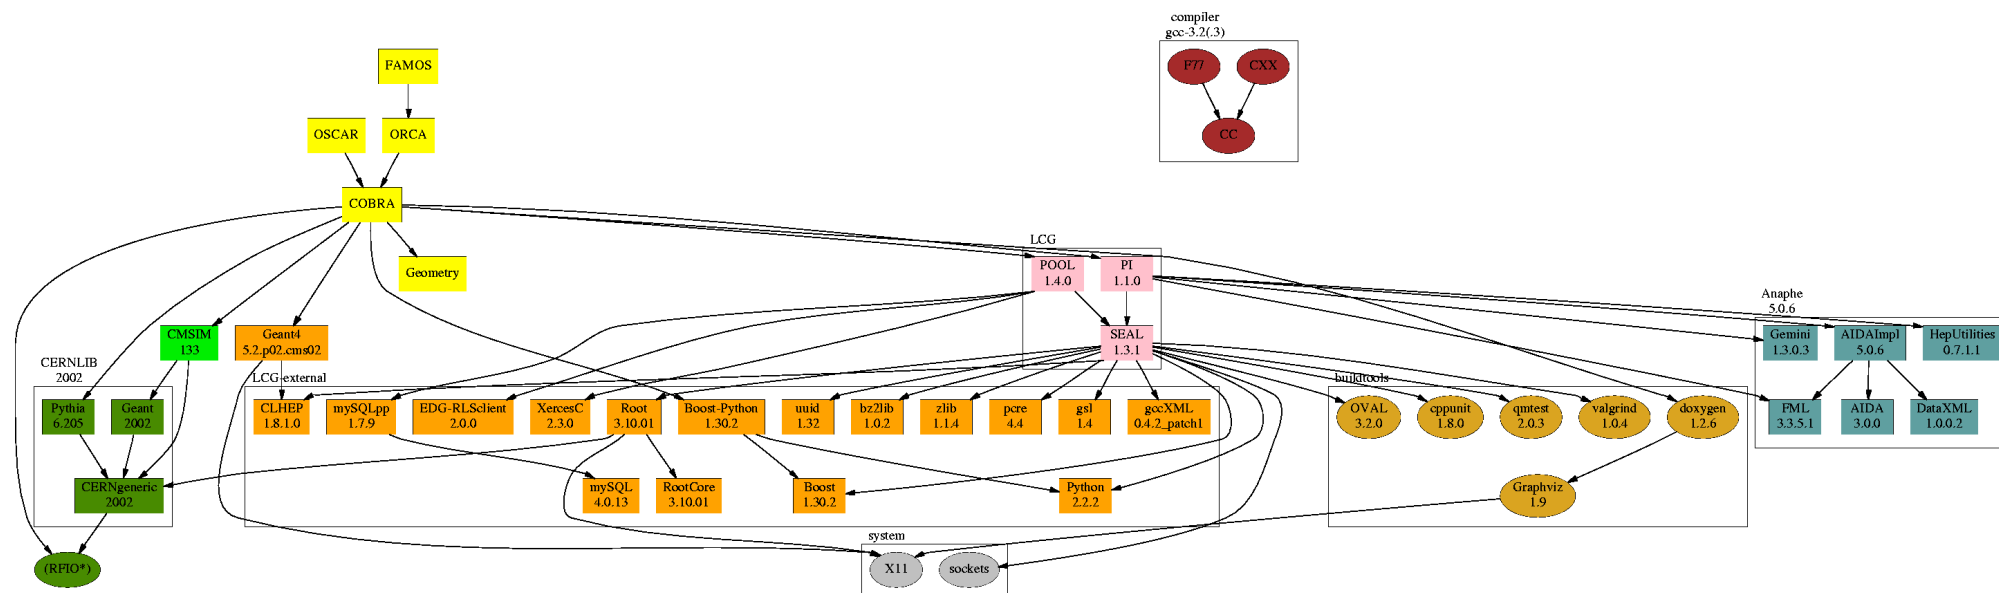 compiler
gcc-3.2(.3)
F77
CXX
CC
FAMOS
OSCAR
ORCA
COBRA
Geometry
LCG
POOL
1.4.0
PI
1.1.0
SEAL
1.3.1
CMSIM
133
Geant4
5.2.p02.cms02
Anaphe
5.0.6
Gemini
1.3.0.3
AIDAImpl
5.0.6
HepUtilities
0.7.1.1
FML
3.3.5.1
AIDA
3.0.0
DataXML
1.0.0.2
CERNLIB
2002
Pythia
6.205
Geant
2002
CERNgeneric
2002
(RFIO*)
LCG-external
CLHEP
1.8.1.0
mySQLpp
1.7.9
EDG-RLSclient
2.0.0
XercesC
2.3.0
Root
3.10.01
Boost-Python
1.30.2
uuid
1.32
bz2lib
1.0.2
zlib
1.1.4
pcre
4.4
gsl
1.4
gccXML
0.4.2_patch1
mySQL
4.0.13
RootCore
3.10.01
Boost
1.30.2
Python
2.2.2
buildtools
OVAL
3.2.0
cppunit
1.8.0
qmtest
2.0.3
valgrind
1.0.4
doxygen
1.2.6
Graphviz
1.9
system
X11
sockets